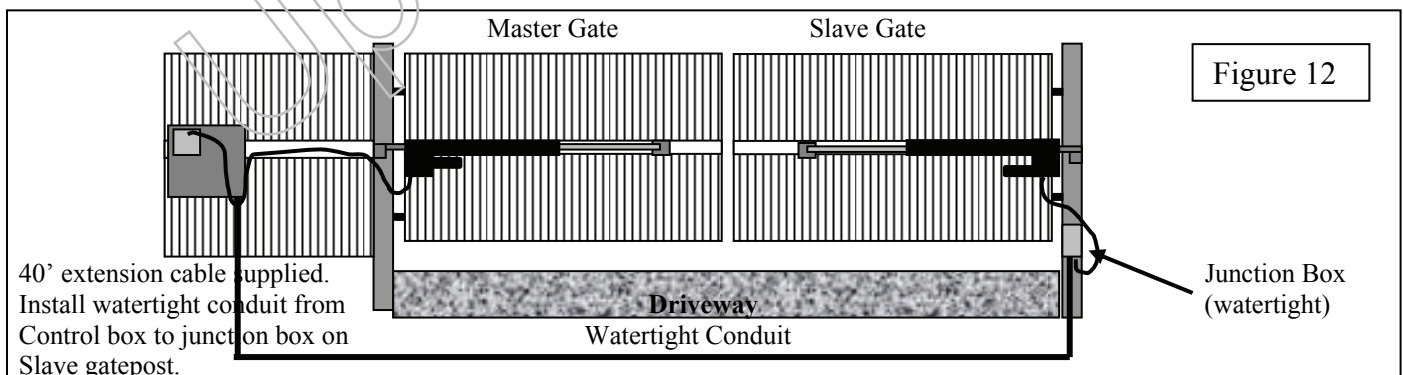 Master Gate
Slave Gate
Figure 12
40’ extension cable supplied.
Install watertight conduit from
Control box to junction box on
Slave gatepost.
Driveway
Watertight Conduit
Junction Box
(watertight)